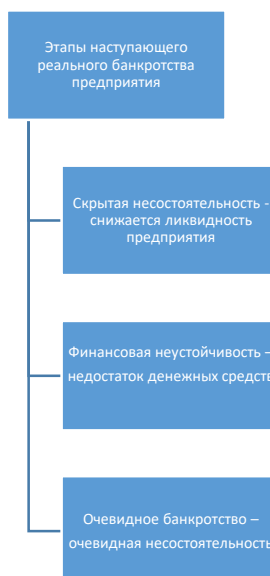 Этапы наступающего
реального банкротства
предприятия
Скрытая несостоятельность -
снижается ликвидность
предприятия
Финансовая неустойчивость –
недостаток денежных средств
Очевидное банкротство –
очевидная несостоятельность